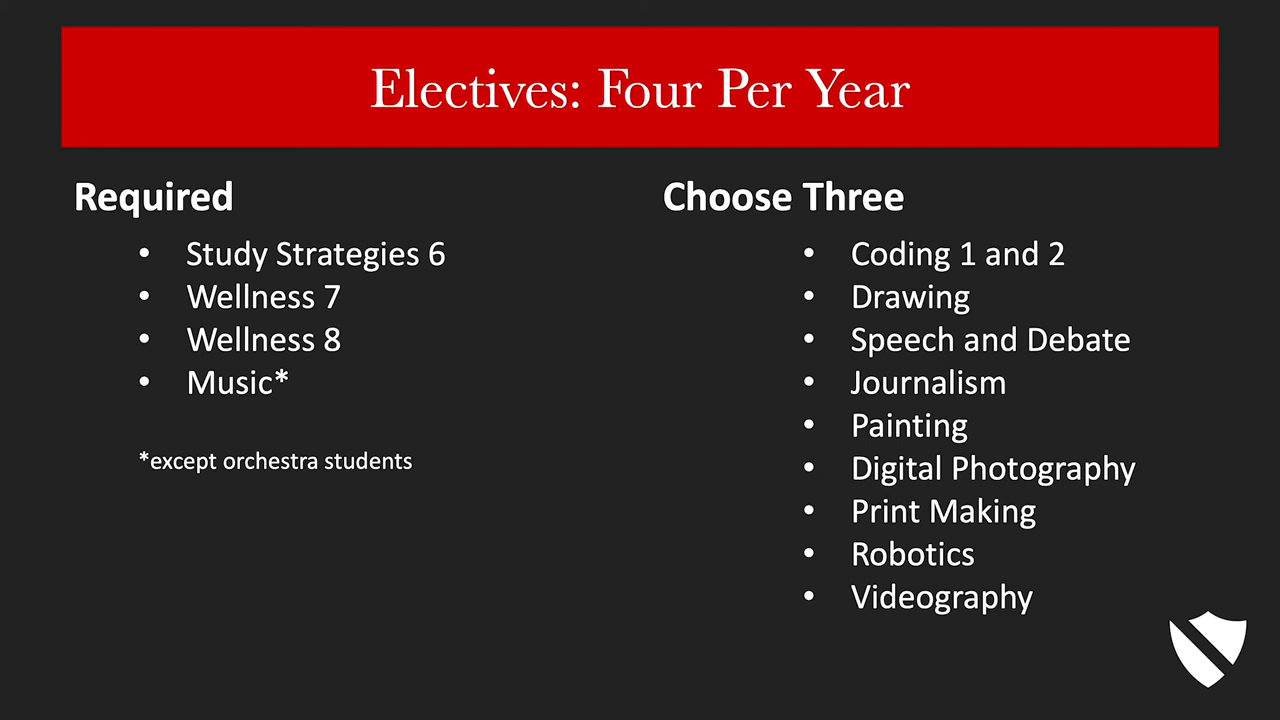 Electives: Four Per Year
Required
• Study Strategies 6
• Wellness 7
• Wellness 8
• Music*
*except orchestra students
Choose Three
• Coding 1 and 2
• Drawing
• Speech and Debate
• Journalism
• Painting
• Digital Photography
• Print Making
• Robotics
• Videography